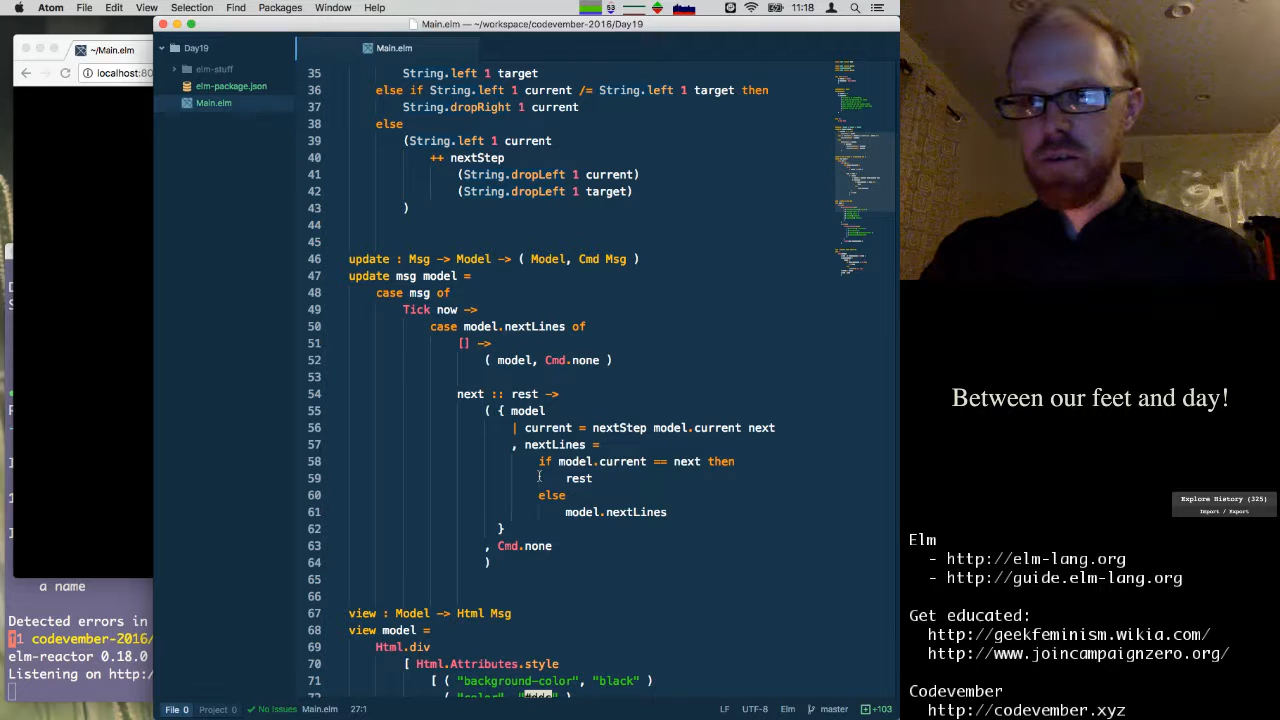 Atom File Edit View Selection Find Packages Window Help
53
11:18
Main.elm — ~/workspace/codevember-2016/Day19
~/Main.elm
localhost:80
Day19
elm-stuff
elm-package.json
Main.elm
Main.elm
35 String.left 1 target
36 else if String.left 1 current /= String.left 1 target then
37 String.dropRight 1 current
38 else
39 (String.left 1 current
40 ++ nextStep
41 (String.dropLeft 1 current)
42 (String.dropLeft 1 target)
43 )
44
45
46 update : Msg -> Model -> ( Model, Cmd Msg )
47 update msg model =
48 case msg of
49 Tick now ->
50 case model.nextLines of
51 [] ->
52 ( model, Cmd.none )
53
54 next :: rest ->
55 ( { model
56 | current = nextStep model.current next
57 , nextLines =
58 if model.current == next then
59 rest
60 else
61 model.nextLines
62 }
63 , Cmd.none
64 )
65
66
67 view : Model -> Html Msg
68 view model =
69 Html.div
70 [ Html.Attributes.style
71 [ ( "background-color", "black" )
72 ( "color", "#ddc" )
a name
Detected errors in
11 codevember-2016/
elm-reactor 0.18.0
Listening on http:/
File 0 Project 0 No Issues Main.elm 27:1
LF UTF-8 Elm master +103
Between our feet and day!
Explore History (325)
Import / Export
Elm
- http://elm-lang.org
- http://guide.elm-lang.org
Get educated:
http://geekfeminism.wikia.com/
http://www.joincampaignzero.org/
Codevember
http://codevember.xyz